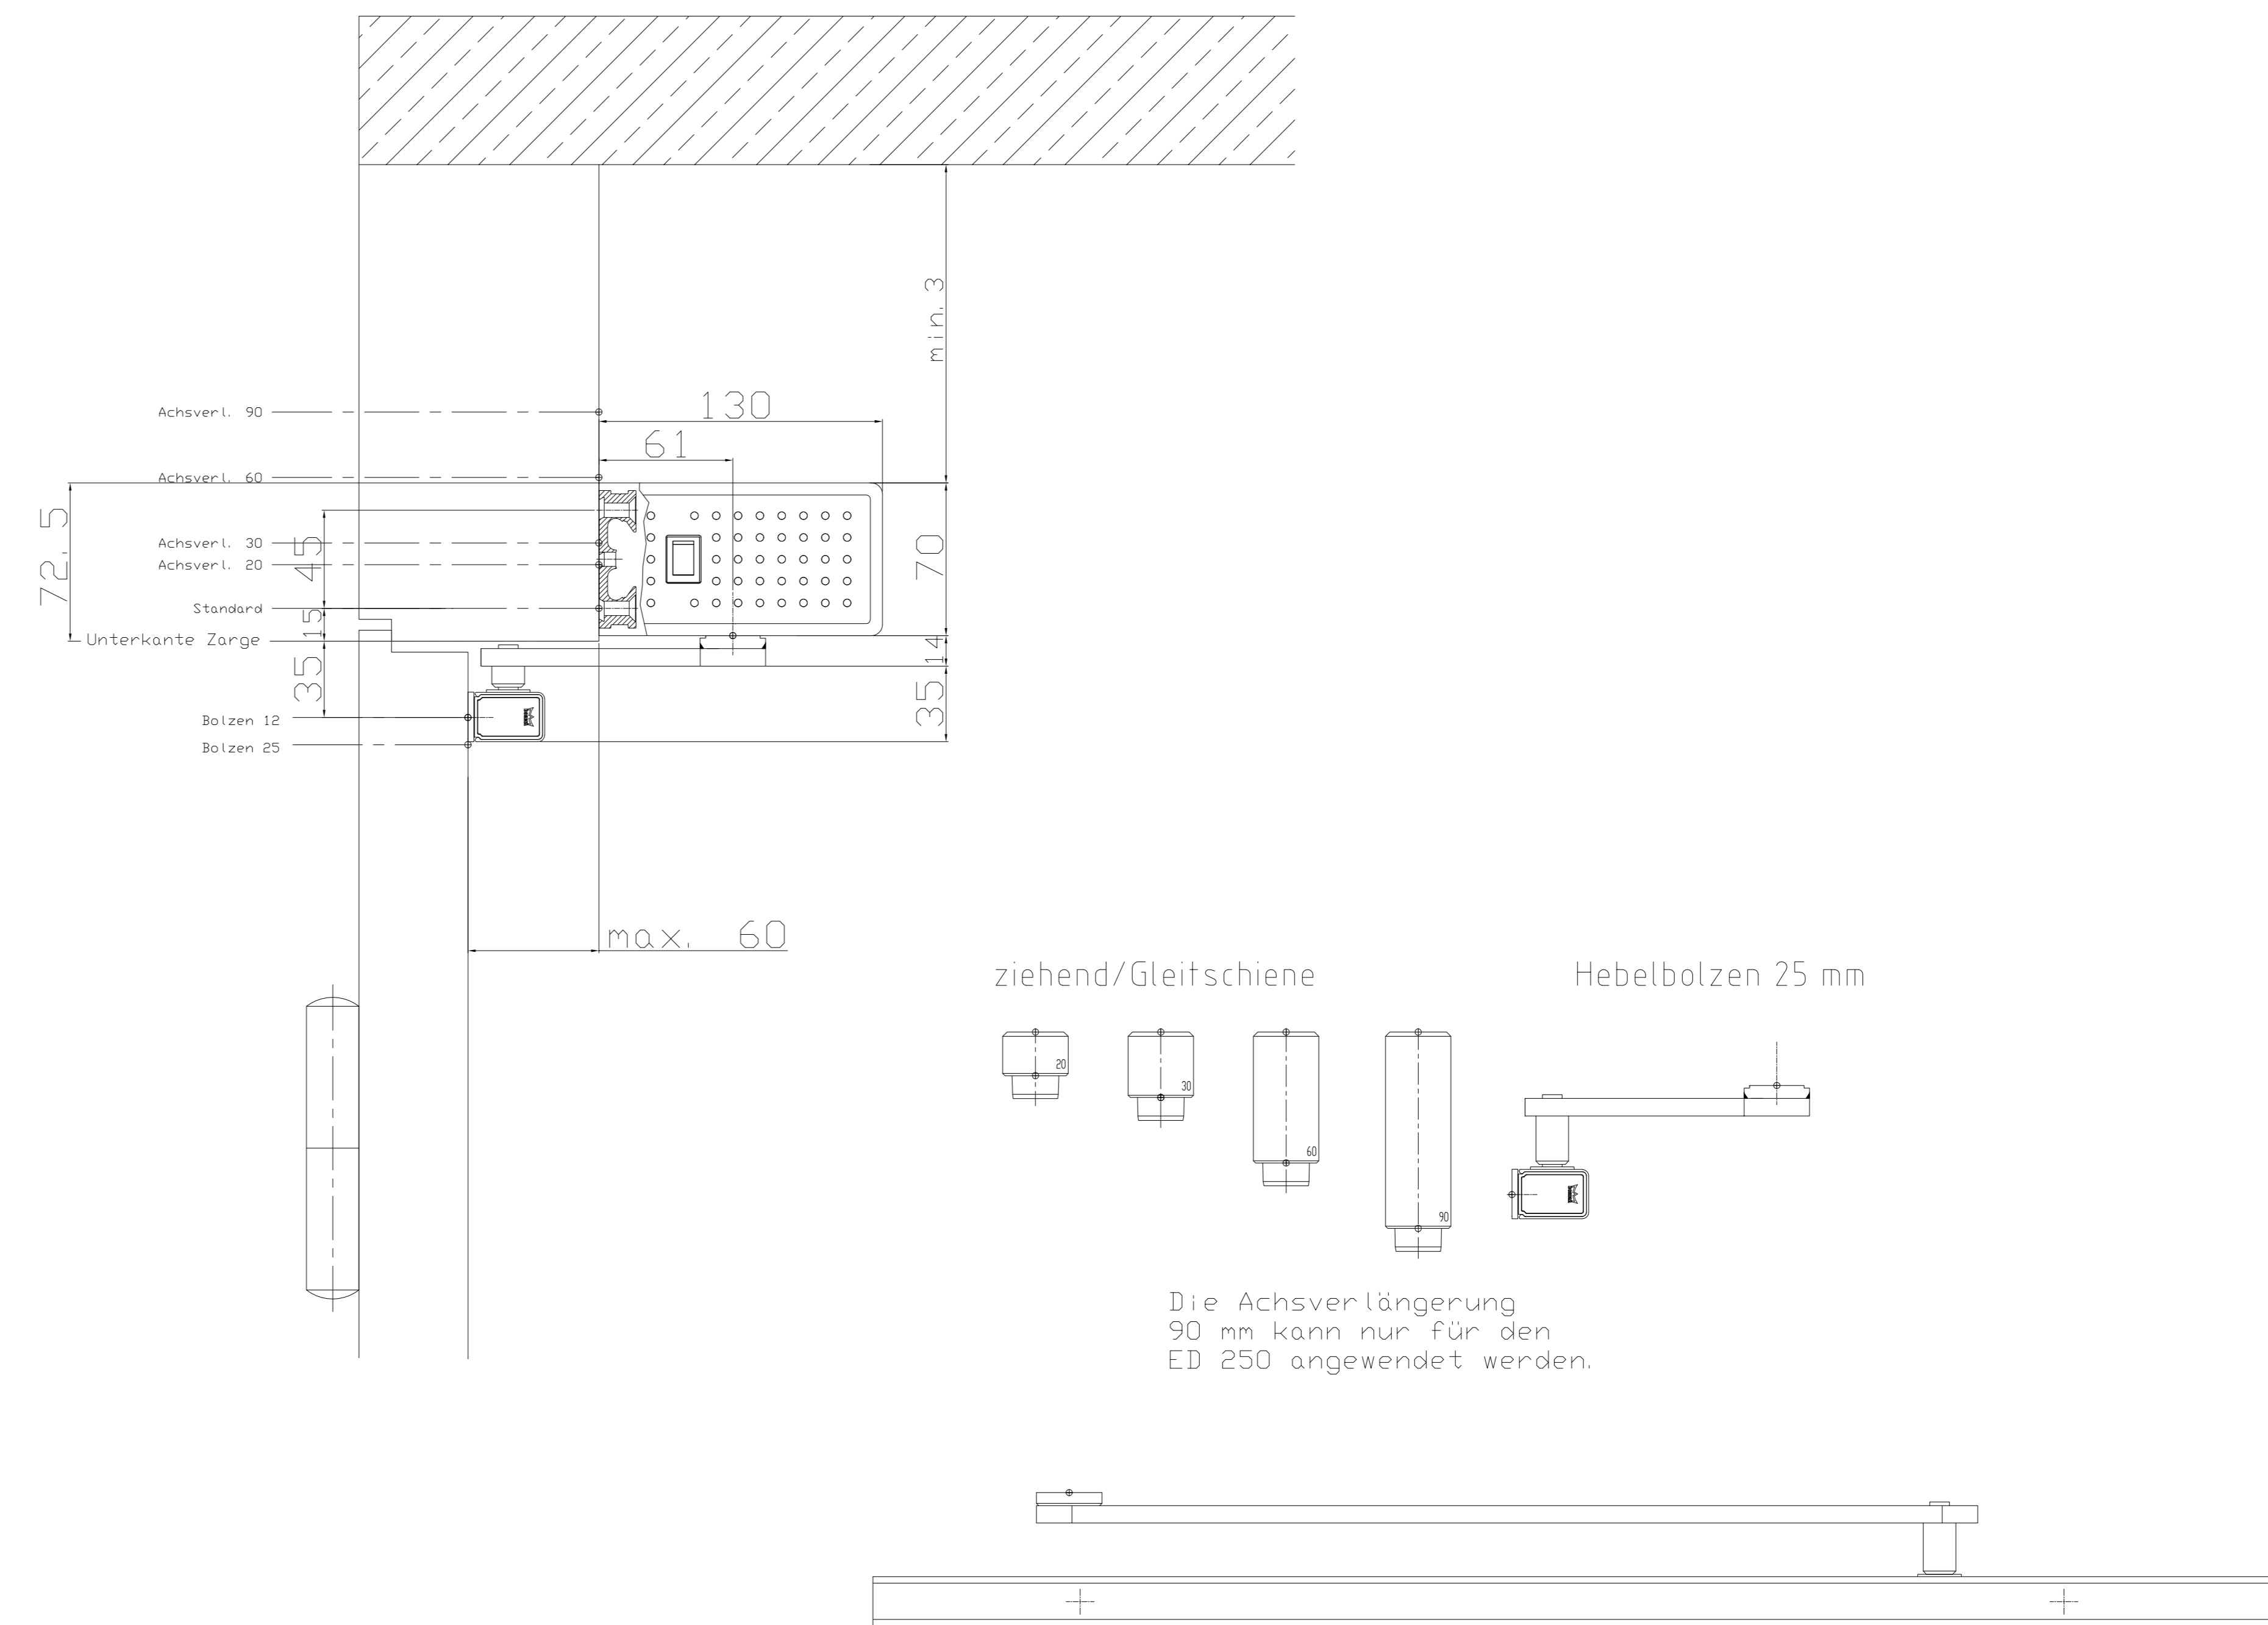 min. 3
Achsverl. 90
130
61
Achsverl. 60
72.5
45
Achsverl. 30
Achsverl. 20
70
Standard
15
Unterkante Zarge
14
35
35
Bolzen 12
Bolzen 25
max. 60
ziehend/Gleitschiene
Hebelbolzen 25 mm
20
30
60
90
Die Achsverlängerung
90 mm kann nur für den
ED 250 angewendet werden.